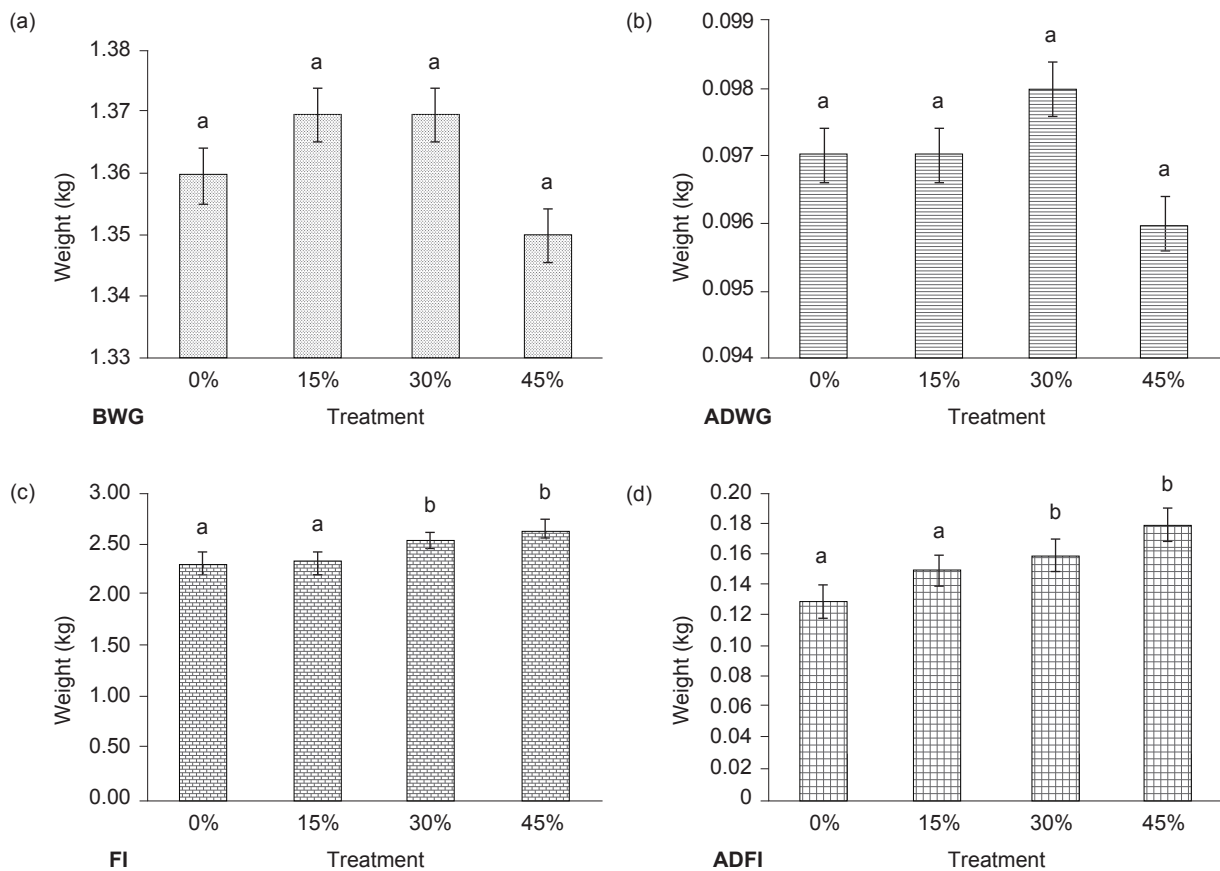 (a)
Weight (kg)
1.38
1.37
1.36
1.35
1.34
1.33
a
a
a
a
0%
15%
30%
45%
BWG
Treatment
(b)
Weight (kg)
0.099
0.098
0.097
0.096
0.095
0.094
a
a
a
a
0%
15%
30%
45%
ADWG
Treatment
(c)
Weight (kg)
3.00
2.50
2.00
1.50
1.00
0.50
0.00
a
a
b
b
0%
15%
30%
45%
FI
Treatment
(d)
Weight (kg)
0.20
0.18
0.16
0.14
0.12
0.10
0.08
0.06
0.04
0.02
0
a
a
b
b
0%
15%
30%
45%
ADFI
Treatment